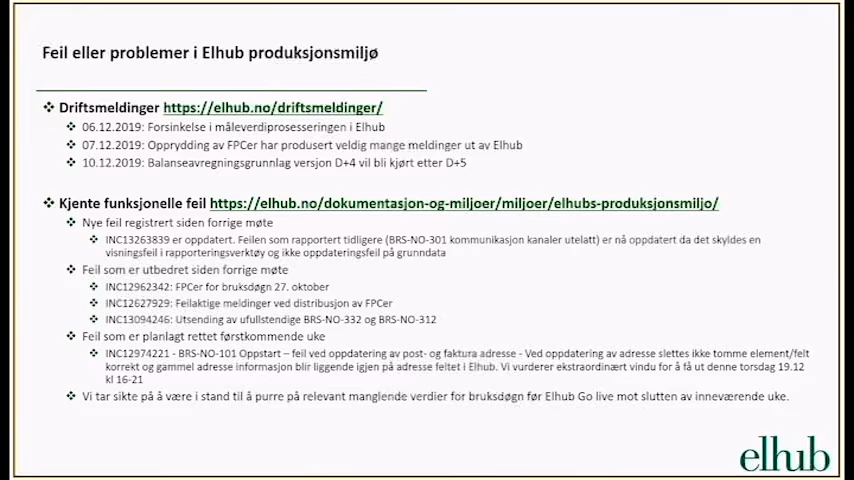 Feil eller problemer i Elhub produksjonsmiljø
Driftsmeldinger https://elhub.no/driftsmeldinger/
06.12.2019: Forsinkelse i måleverdiprosesseringen i Elhub
07.12.2019: Opprydding av FPCer har produsert veldig mange meldinger ut av Elhub
10.12.2019: Balanseavregningsgrunnlag versjon D+4 vil bli kjørt etter D+5
Kjente funksjonelle feil https://elhub.no/dokumentasjon-og-miljoer/miljoer/elhubs-produksjonsmiljo/
Nye feil registrert siden forrige møte
INC13263839 er oppdatert. Feilen som rapportert tidligere (BRS-NO-301 kommunikasjon kanaler utelatt) er nå oppdatert da det skyldes en
visningsfeil i rapporteringsverktøy og ikke oppdateringsfeil på grunndata
Feil som er utbedret siden forrige møte
INC12962342: FPCer for bruksdøgn 27. oktober
INC12627929: Feilaktige meldinger ved distribusjon av FPCer
INC13094246: Utsending av ufullstendige BRS-NO-332 og BRS-NO-312
Feil som er planlagt rettet førstkommende uke
INC12974221 - BRS-NO-101 Oppstart – feil ved oppdatering av post- og faktura adresse - Ved oppdatering av adresse slettes ikke tomme element/felt
korrekt og gammel adresse informasjon blir liggende igjen på adresse feltet i Elhub. Vi vurderer ekstraordinært vindu for å få ut denne torsdag 19.12
kl 16-21
Vi tar sikte på å være i stand til å purre på relevant manglende verdier for bruksdøgn før Elhub Go live mot slutten av inneværende uke.
elhub